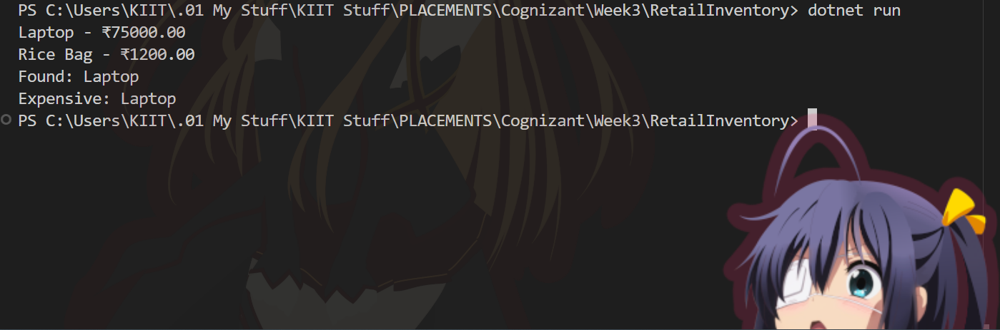 PS C:\Users\KIIT\.01 My Stuff\KIIT Stuff\PLACEMENTS\Cognizant\Week3\RetailInventory> dotnet run
Laptop - ₹75000.00
Rice Bag - ₹1200.00
Found: Laptop
Expensive: Laptop
PS C:\Users\KIIT\.01 My Stuff\KIIT Stuff\PLACEMENTS\Cognizant\Week3\RetailInventory>